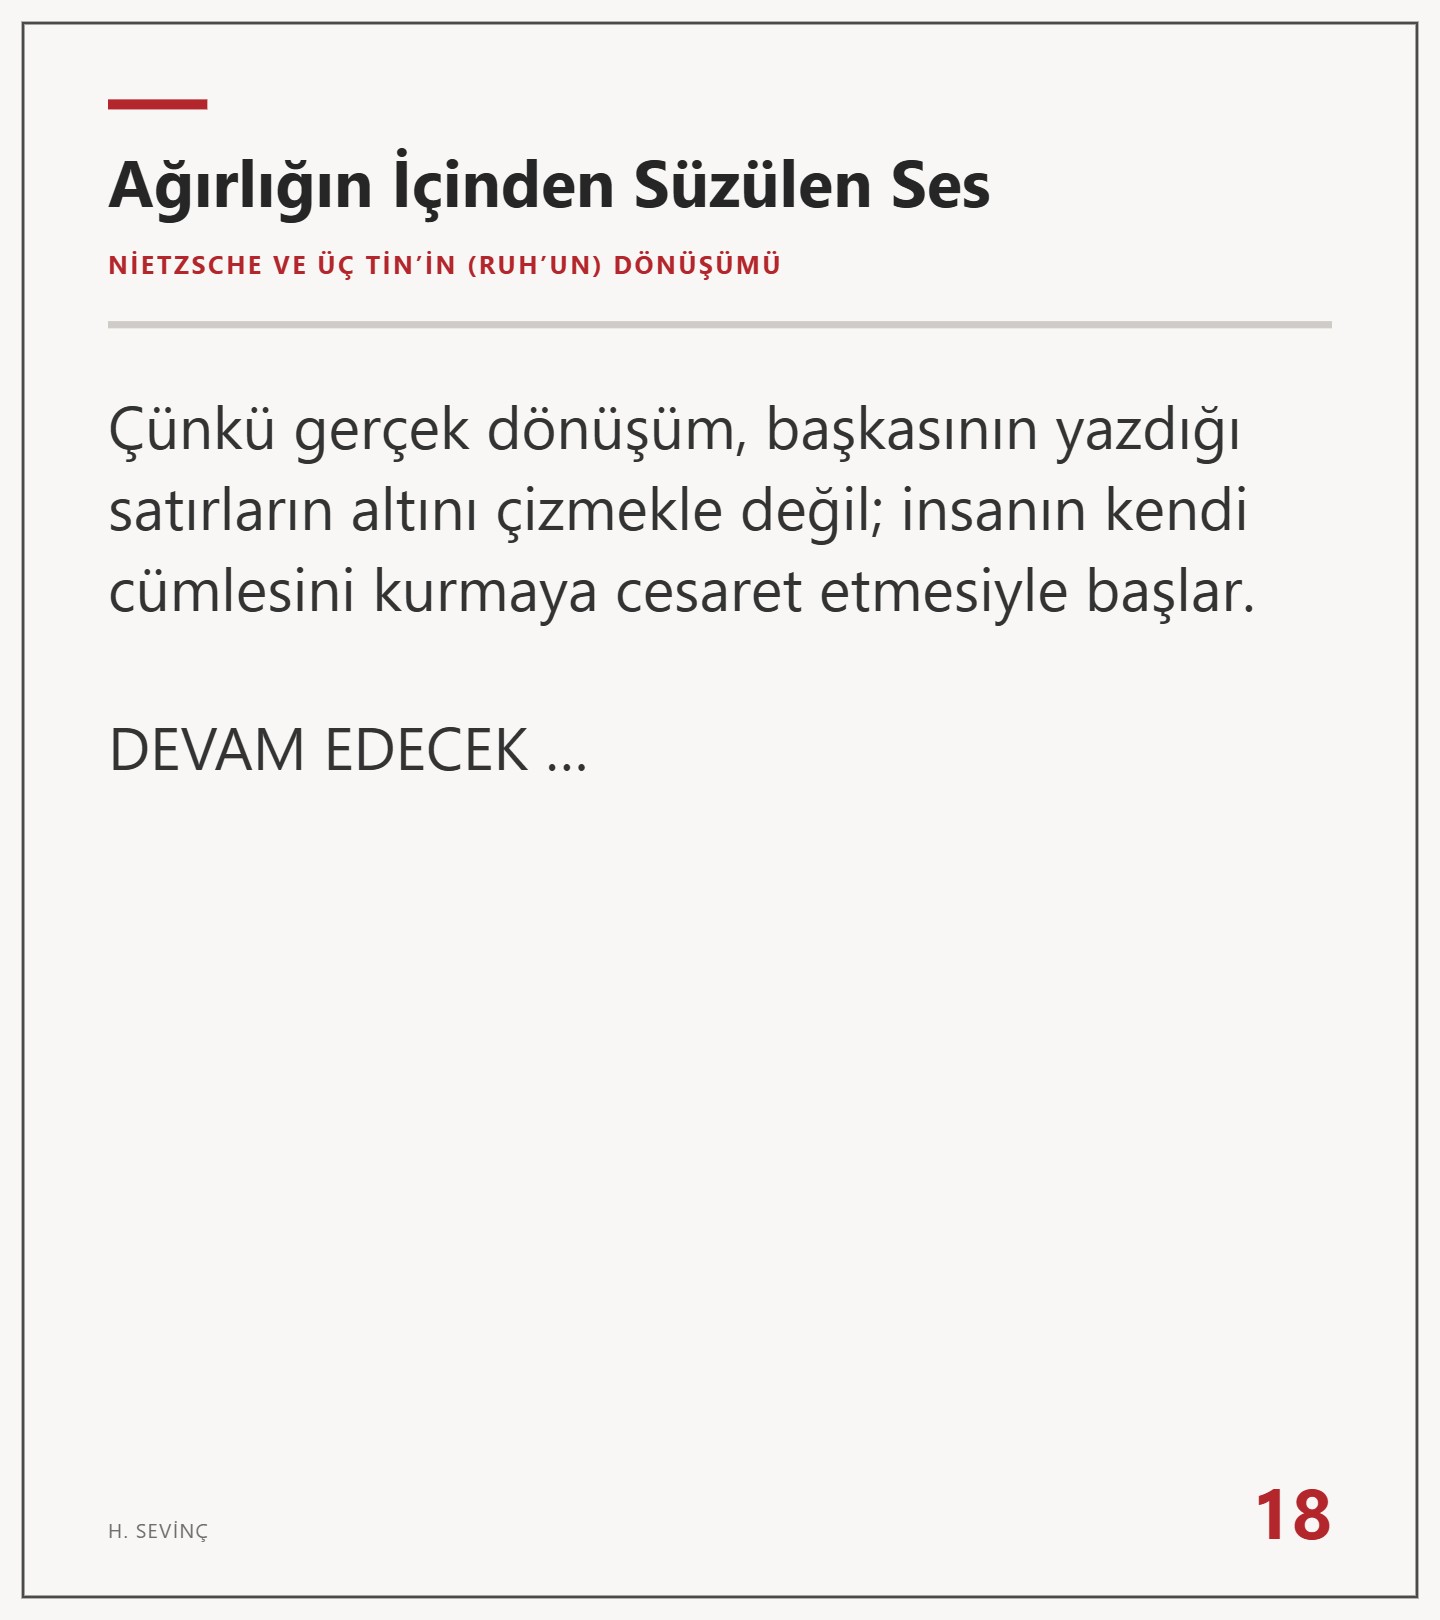 Ağırlığın İçinden Süzülen Ses
NİETZSCHE VE ÜÇ TİN’İN (RUH’UN) DÖNÜŞÜMÜ
Çünkü gerçek dönüşüm, başkasının yazdığı
satırların altını çizmekle değil; insanın kendi
cümlesini kurmaya cesaret etmesiyle başlar.
DEVAM EDECEK ...
H. SEVİNÇ
18